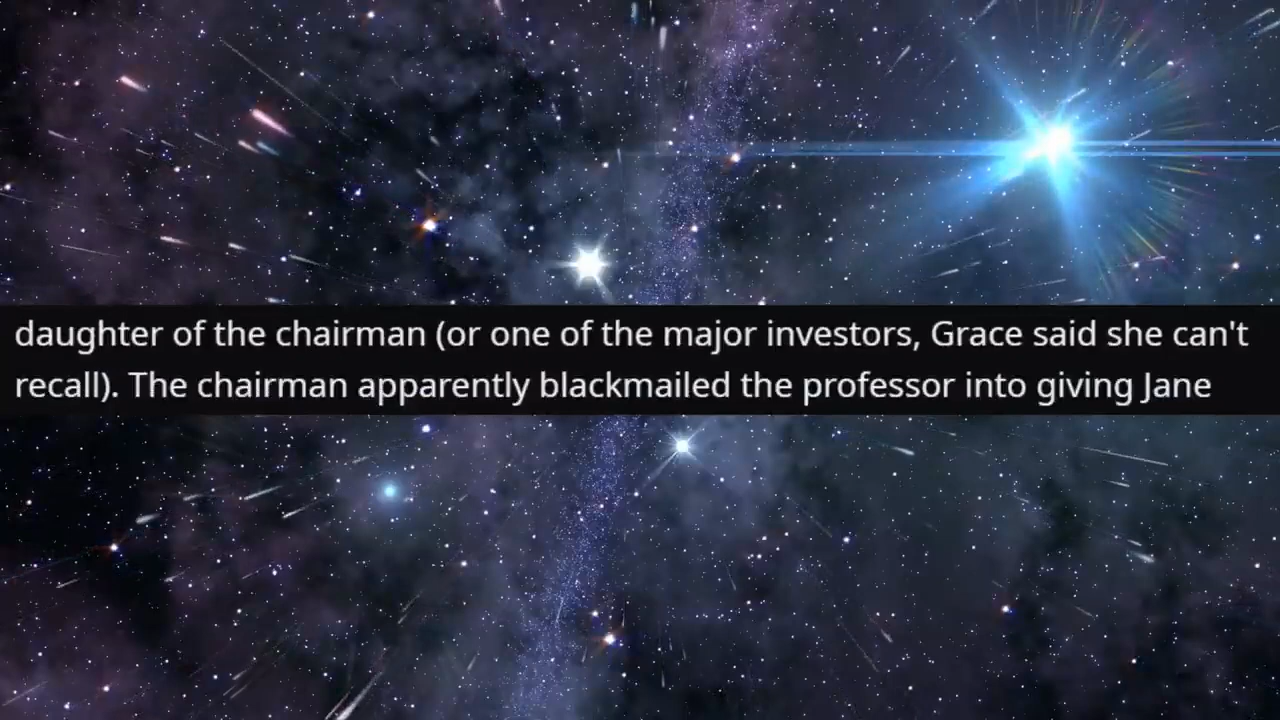 daughter of the chairman (or one of the major investors, Grace said she can't
recall). The chairman apparently blackmailed the professor into giving Jane